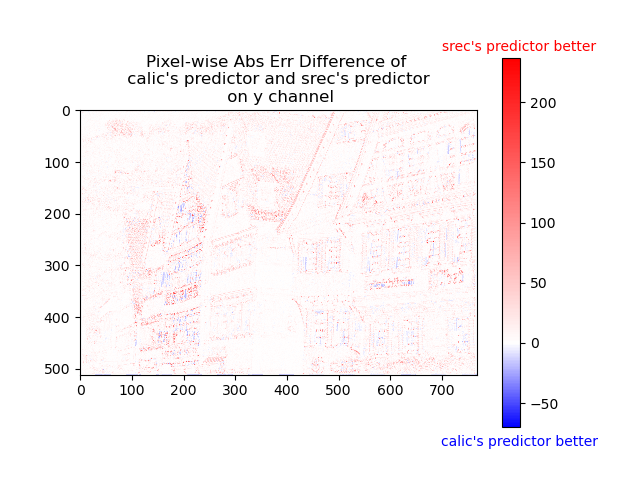 srec's predictor better
Pixel-wise Abs Err Difference of
calic's predictor and srec's predictor
on y channel
0
100
200
300
400
500
0 100 200 300 400 500 600 700
200
150
100
50
0
−50
calic's predictor better